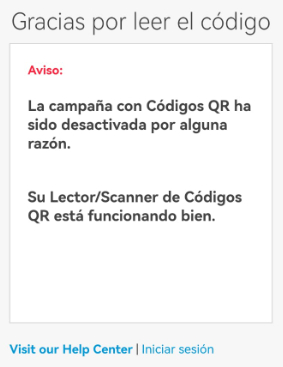 Gracias por leer el código
Aviso:
La campaña con Códigos QR ha
sido desactivada por alguna
razón.
Su Lector/Scanner de Códigos
QR está funcionando bien.
Visit our Help Center | Iniciar sesión